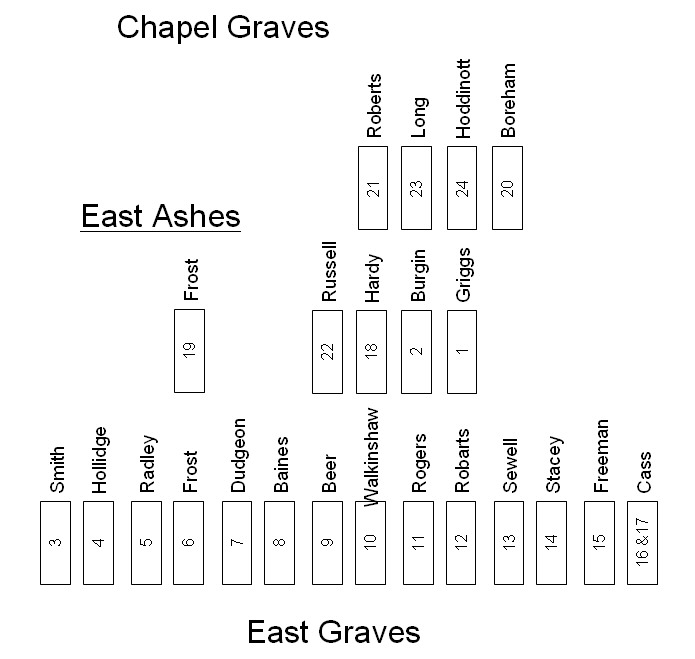 Chapel Graves
Roberts
Long
Hoddinott
Boreham
21
23
24
20
East Ashes
Frost
Russell
Hardy
Burgin
Griggs
19
22
18
2
1
Smith
Hollidge
Radley
Frost
Dudgeon
Baines
Beer
Walkinshaw
Rogers
Robarts
Sewell
Stacey
Freeman
Cass
3
4
5
6
7
8
9
10
11
12
13
14
15
16 &17
East Graves